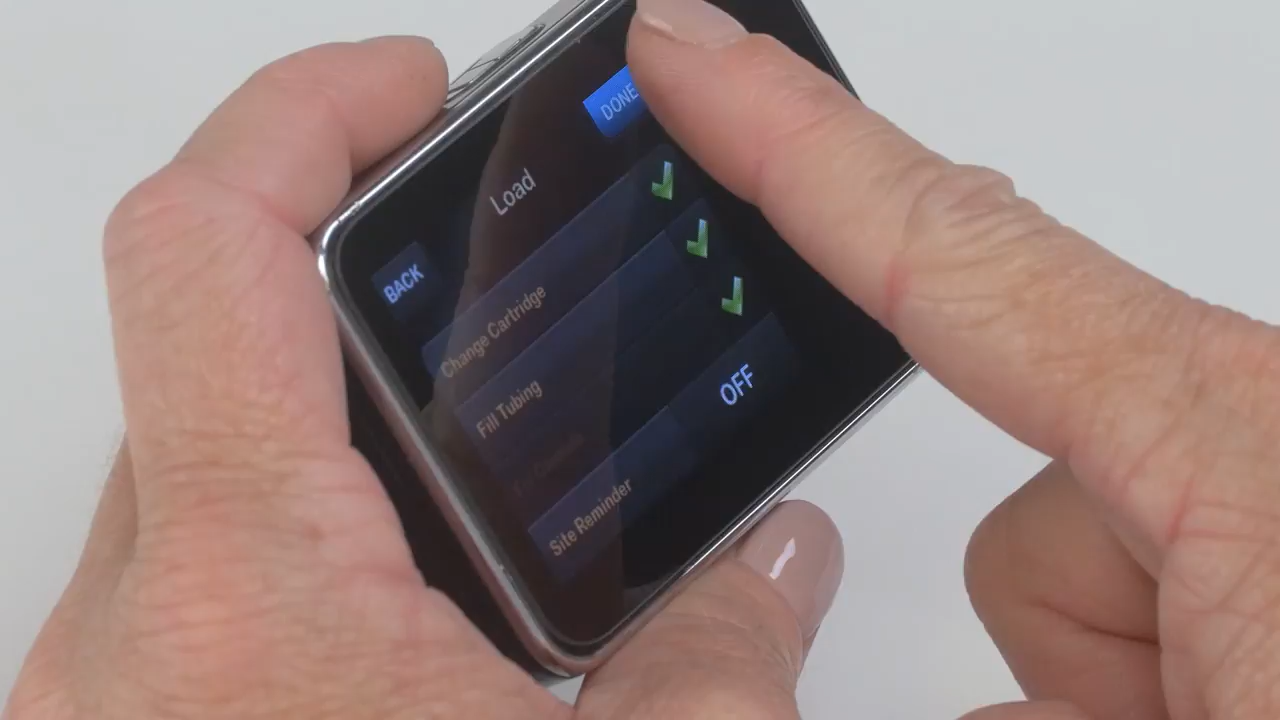 BACK
Load
DONE
Change Cartridge
Fill Tubing
Site Reminder
OFF